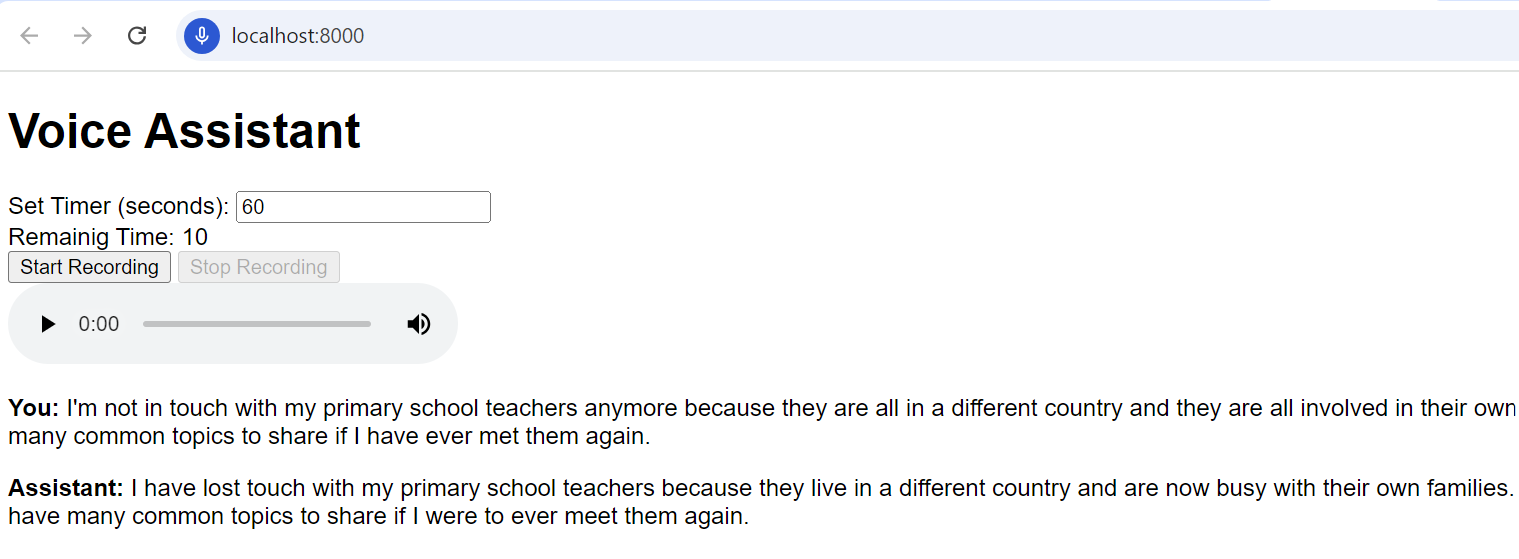 localhost:8000
Voice Assistant
Set Timer (seconds): 60
Remainig Time: 10
Start Recording Stop Recording
0:00
You: I'm not in touch with my primary school teachers anymore because they are all in a different country and they are all involved in their own
many common topics to share if I have ever met them again.
Assistant: I have lost touch with my primary school teachers because they live in a different country and are now busy with their own families.
have many common topics to share if I were to ever meet them again.